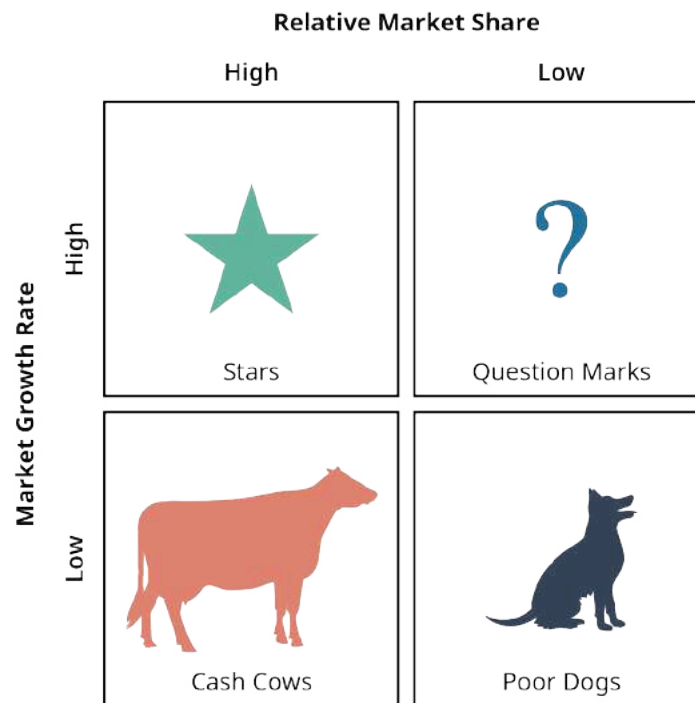 Relative Market Share
High
Low
Market Growth Rate
High
Stars
?
Question Marks
Low
Cash Cows
Poor Dogs